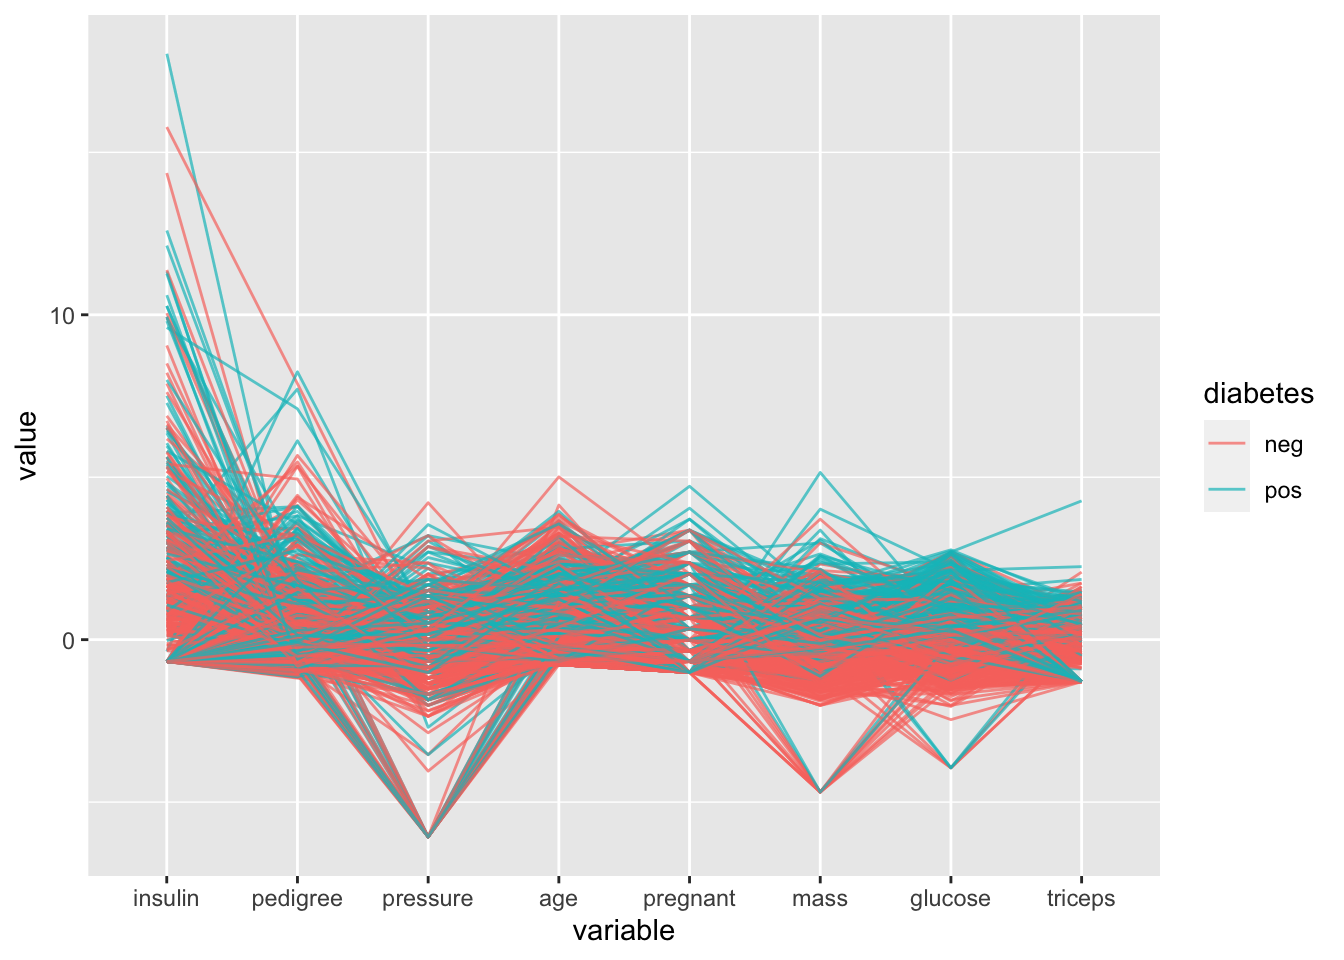 10
0
value
insulin pedigree pressure age pregnant mass glucose triceps
variable
diabetes
neg
pos